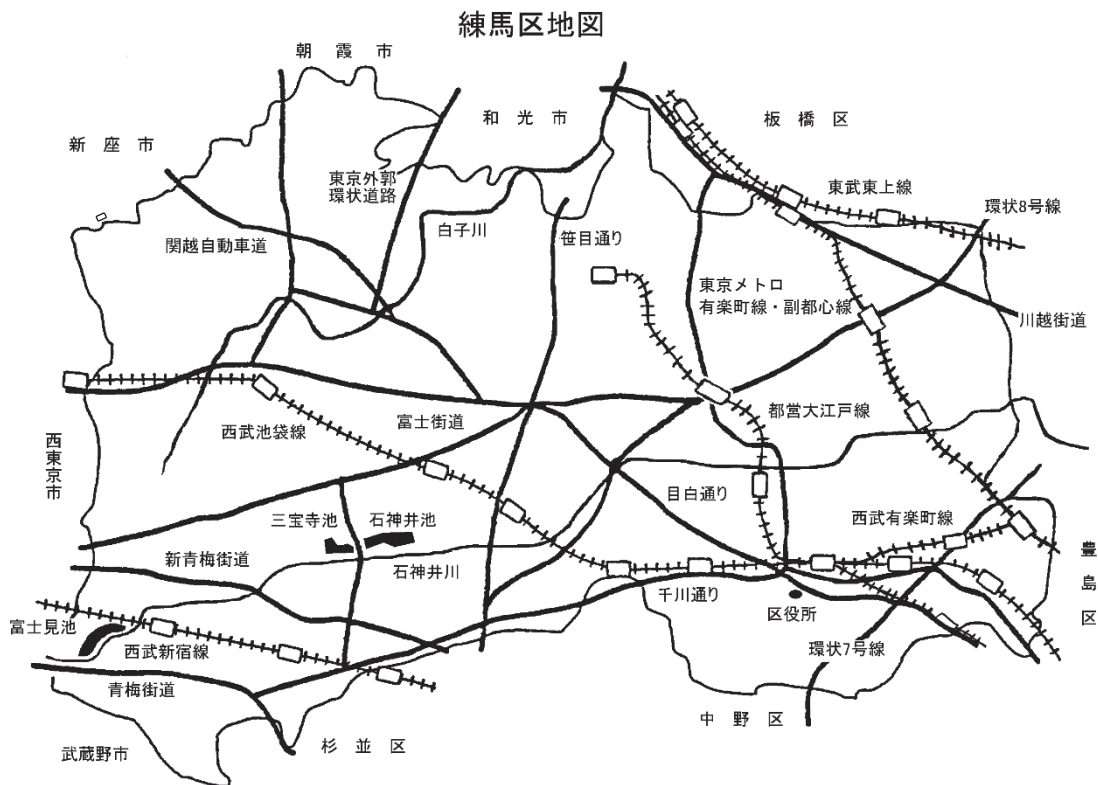 練馬区地図
朝霞市
和光市
板橋区
新座市
東京外郭
環状道路
東武東上線
環状8号線
白子川
笹目通り
関越自動車道
東京メトロ
有楽町線・副都心線
川越街道
西武池袋線
富士街道
都営大江戸線
西東京市
目白通り
三宝寺池
石神井池
西武有楽町線
新青梅街道
石神井川
豊島区
千川通り
区役所
富士見池
西武新宿線
環状7号線
青梅街道
中野区
杉並区
武蔵野市